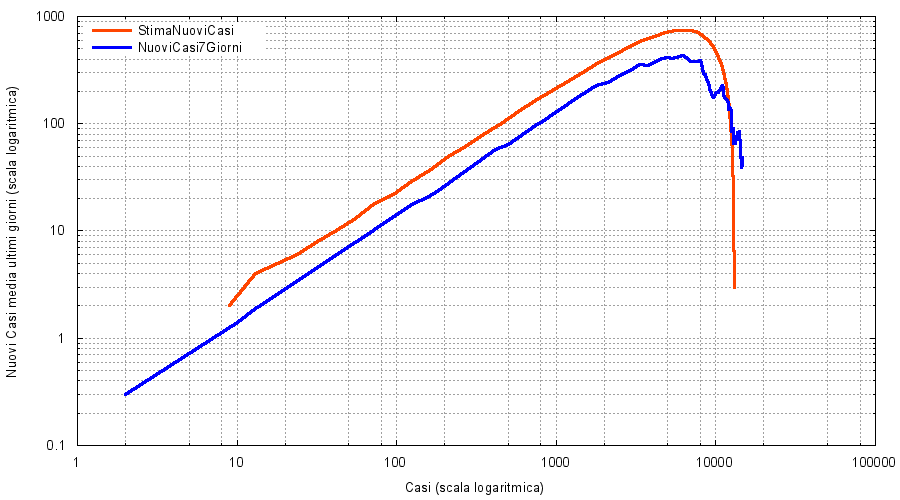 1000
100
10
1
0.1
StimaNuoviCasi
NuoviCasi7Giorni
Nuovi Casi media ultimi giorni (scala logaritmica)
1 10 100 1000 10000 100000
Casi (scala logaritmica)